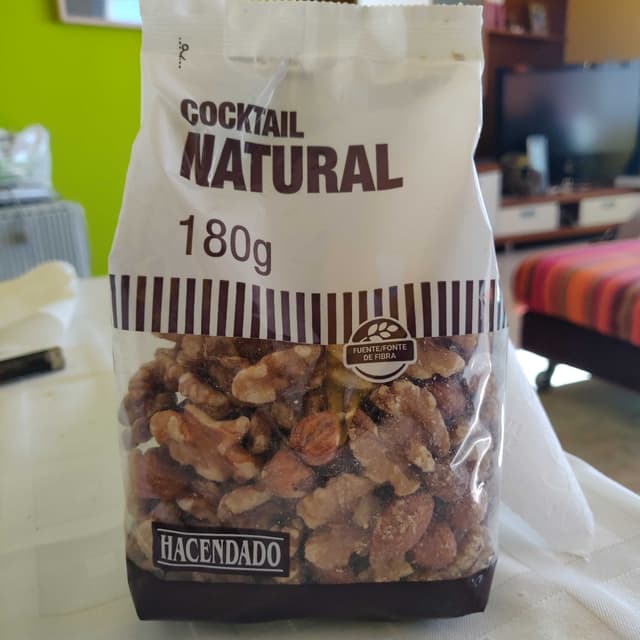 COCKTAIL
NATURAL
180g
FUENTE/FONTE
DE FIBRA
HACENDADO